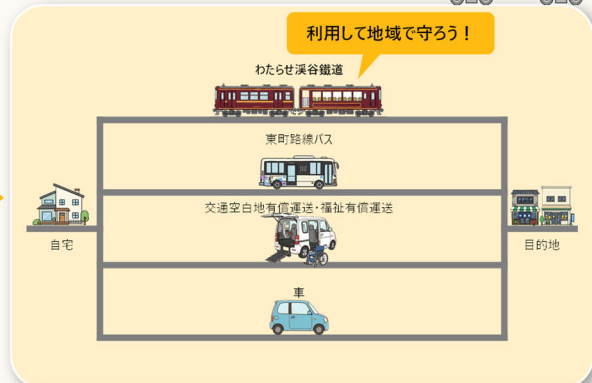 利用して地域で守ろう！
わたらせ渓谷鐵道
東町路線バス
交通空白地有償運送・福祉有償運送
自宅
目的地
車